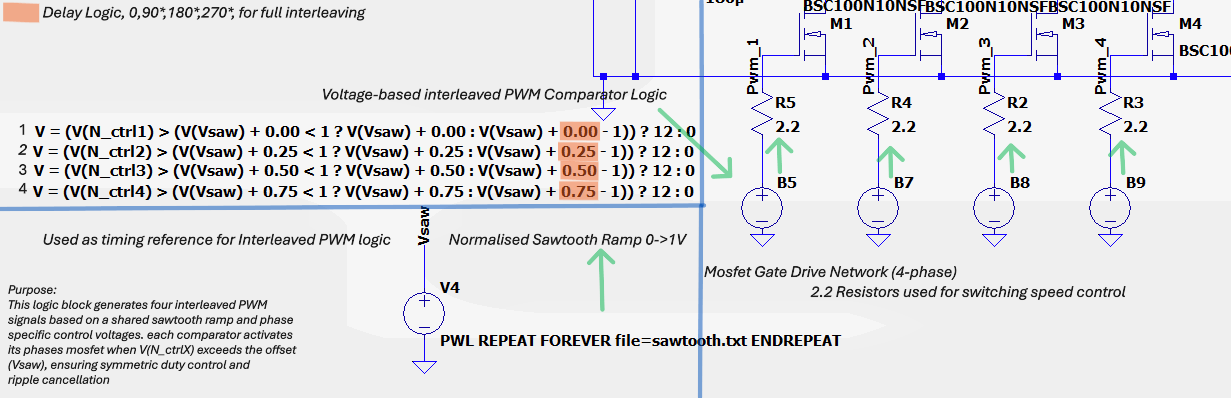 Delay Logic, 0,90*,180*,270*, for full interleaving
Voltage-based interleaved PWM Comparator Logic
1 V = (V(N_ctrl1) > (V(Vsaw) + 0.00 < 1 ? V(Vsaw) + 0.00 : V(Vsaw) + 0.00 - 1)) ? 12 : 0
2 V = (V(N_ctrl2) > (V(Vsaw) + 0.25 < 1 ? V(Vsaw) + 0.25 : V(Vsaw) + 0.25 - 1)) ? 12 : 0
3 V = (V(N_ctrl3) > (V(Vsaw) + 0.50 < 1 ? V(Vsaw) + 0.50 : V(Vsaw) + 0.50 - 1)) ? 12 : 0
4 V = (V(N_ctrl4) > (V(Vsaw) + 0.75 < 1 ? V(Vsaw) + 0.75 : V(Vsaw) + 0.75 - 1)) ? 12 : 0
Used as timing reference for Interleaved PWM logic
Vsaw
Normalised Sawtooth Ramp 0->1V
V4
PWL REPEAT FOREVER file=sawtooth.txt ENDREPEAT
Purpose:
This logic block generates four interleaved PWM
signals based on a shared sawtooth ramp and phase
specific control voltages. each comparator activates
its phases mosfet when V(N_ctrlX) exceeds the offset
(Vsaw), ensuring symmetric duty control and
ripple cancellation
BSC100N10NSF BSC100N10NSF BSC100N10NSF
M1 M2 M3 M4
Pwm_1 Pwm_2 Pwm_3 Pwm_4
R5 R4 R2 R3
2.2 2.2 2.2 2.2
B5 B7 B8 B9
Mosfet Gate Drive Network (4-phase)
2.2 Resistors used for switching speed control